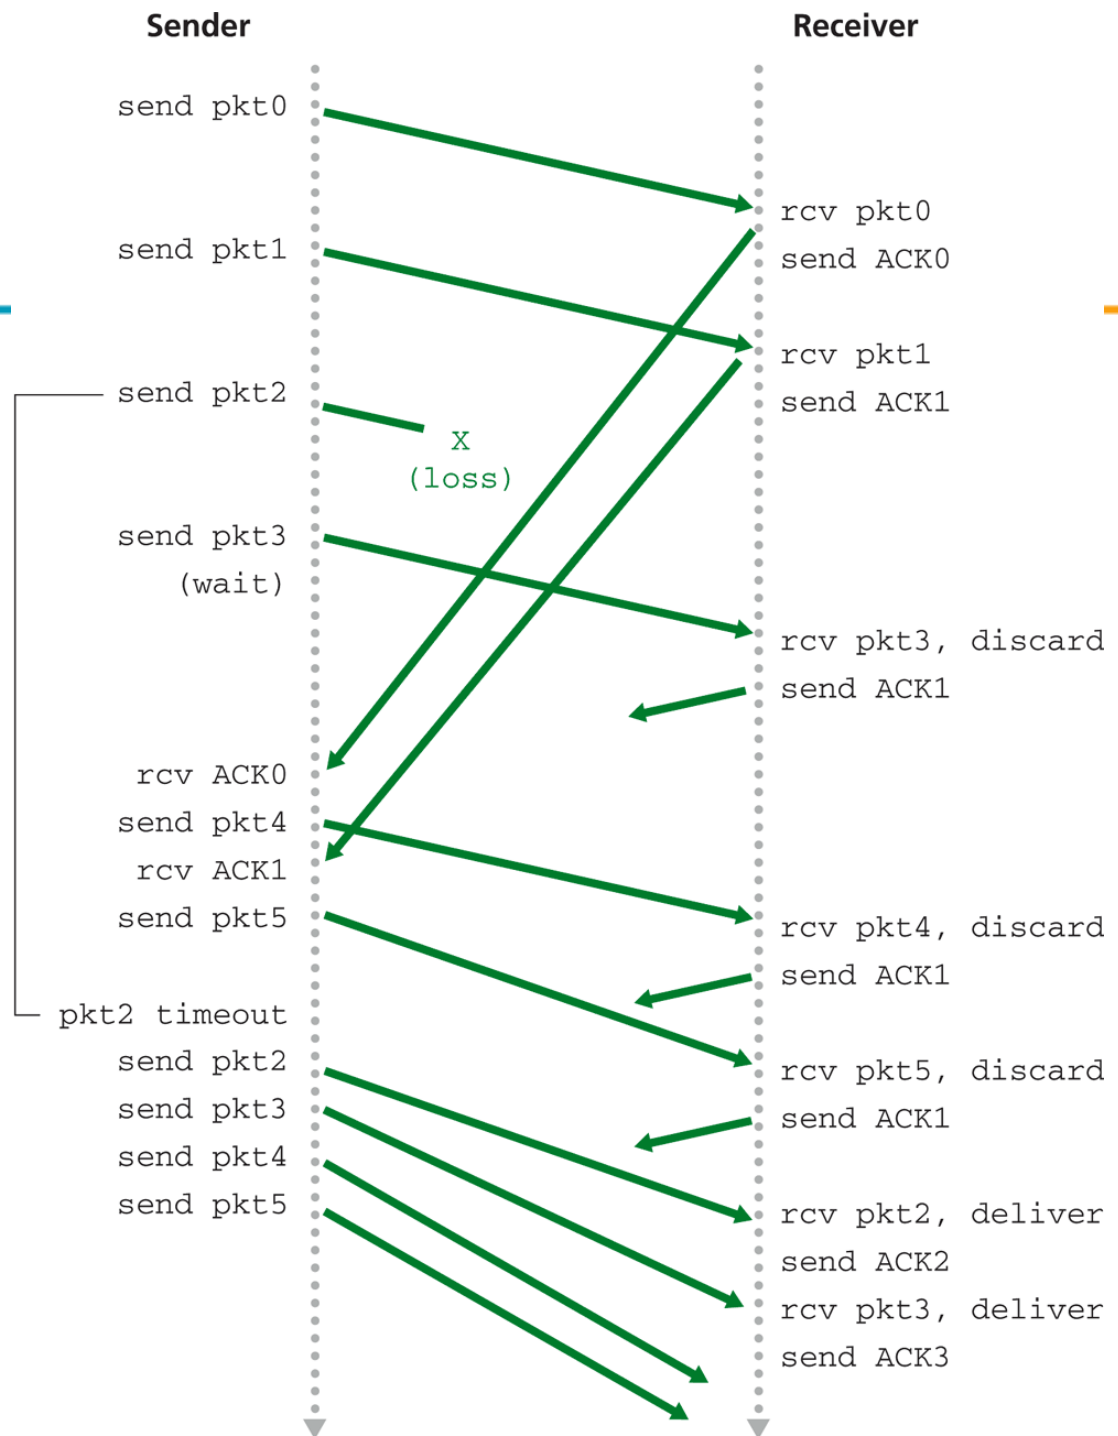 Sender
Receiver
send pkt0
rcv pkt0
send ACK0
send pkt1
rcv pkt1
send ACK1
send pkt2
X
(loss)
send pkt3
(wait)
rcv pkt3, discard
send ACK1
rcv ACK0
send pkt4
rcv ACK1
send pkt5
rcv pkt4, discard
send ACK1
pkt2 timeout
send pkt2
send pkt3
send pkt4
send pkt5
rcv pkt5, discard
send ACK1
rcv pkt2, deliver
send ACK2
rcv pkt3, deliver
send ACK3